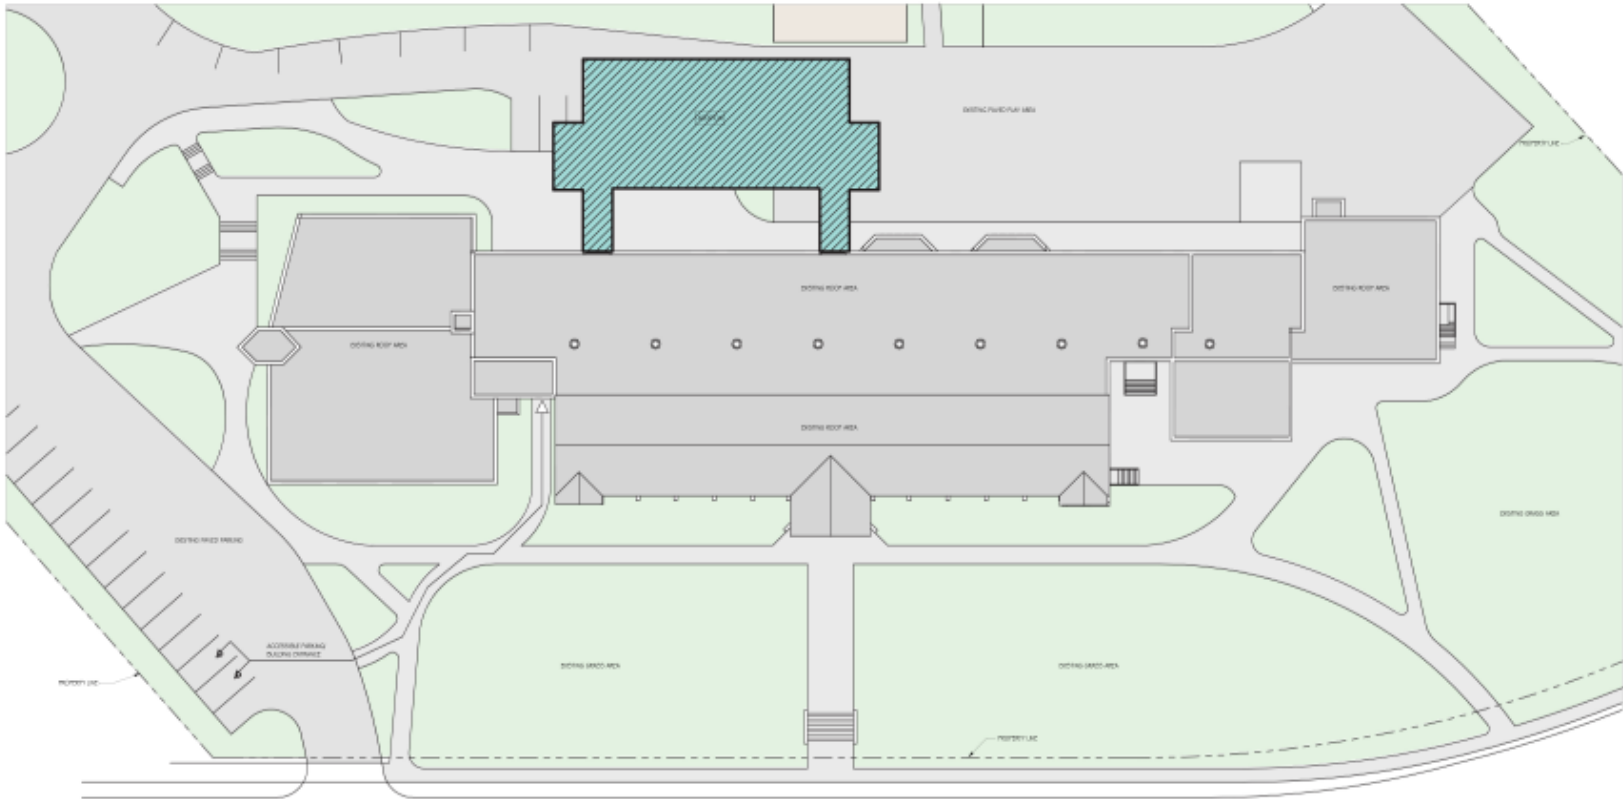 EXISTING PAVED PLAY AREA
PROPERTY LINE
EXISTING ROOF AREA
EXISTING ROOF AREA
EXISTING ROOF AREA
EXISTING ROOF AREA
EXISTING GRASS AREA
EXISTING PAVED PARKING
ACCESSIBLE PARKING/
BUILDING ENTRANCE
EXISTING GRASS AREA
EXISTING GRASS AREA
PROPERTY LINE
PROPERTY LINE